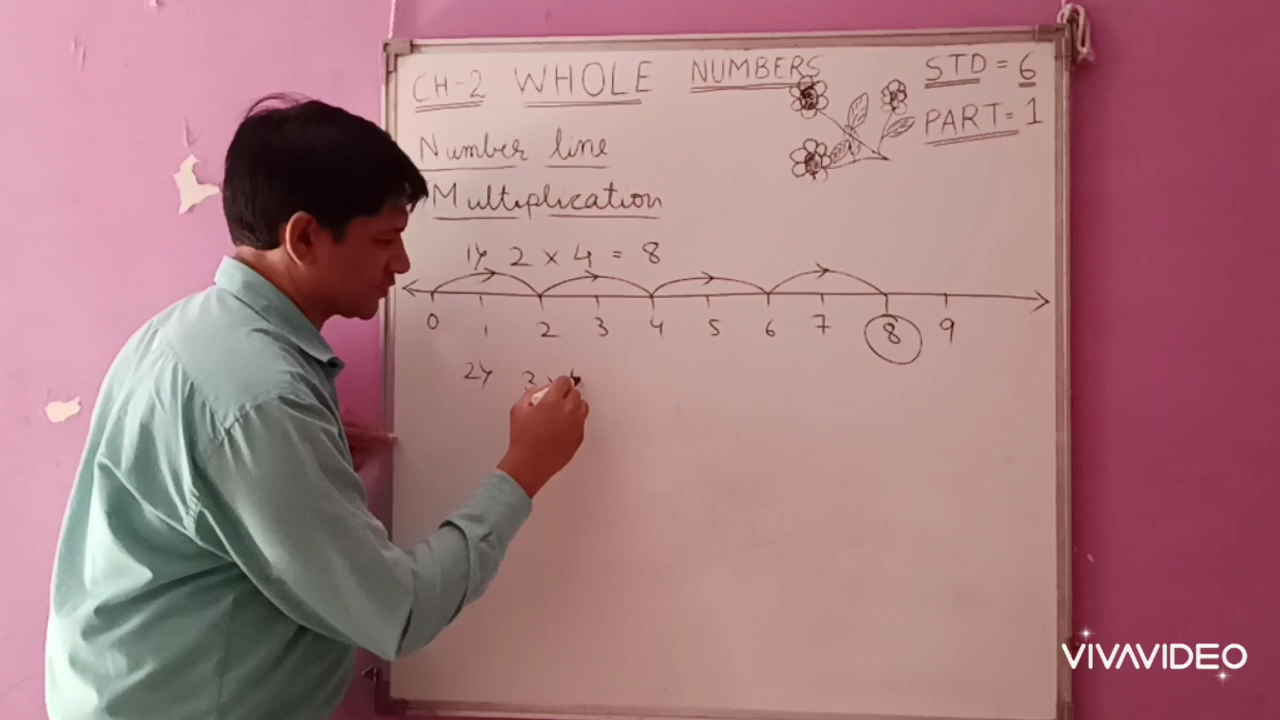 CH-2 WHOLE NUMBERS
STD = 6
PART = 1
Number line
Multiplication
1) 2 × 4 = 8
0 1 2 3 4 5 6 7 8 9
2) 3 ×
VIVAVIDEO